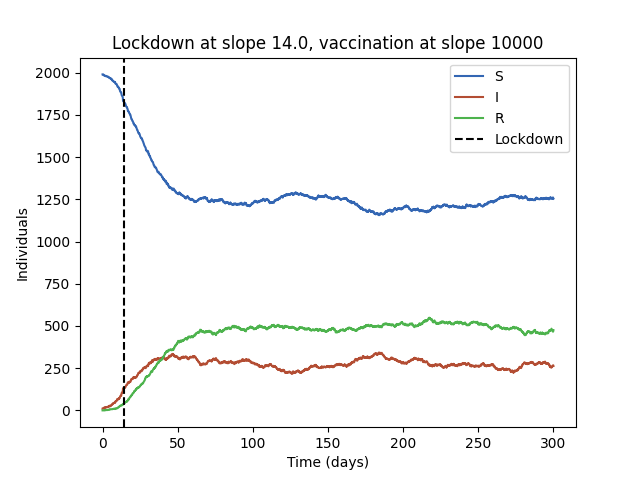 Lockdown at slope 14.0, vaccination at slope 10000
Individuals
2000
1750
1500
1250
1000
750
500
250
0
S
I
R
Lockdown
0 50 100 150 200 250 300
Time (days)